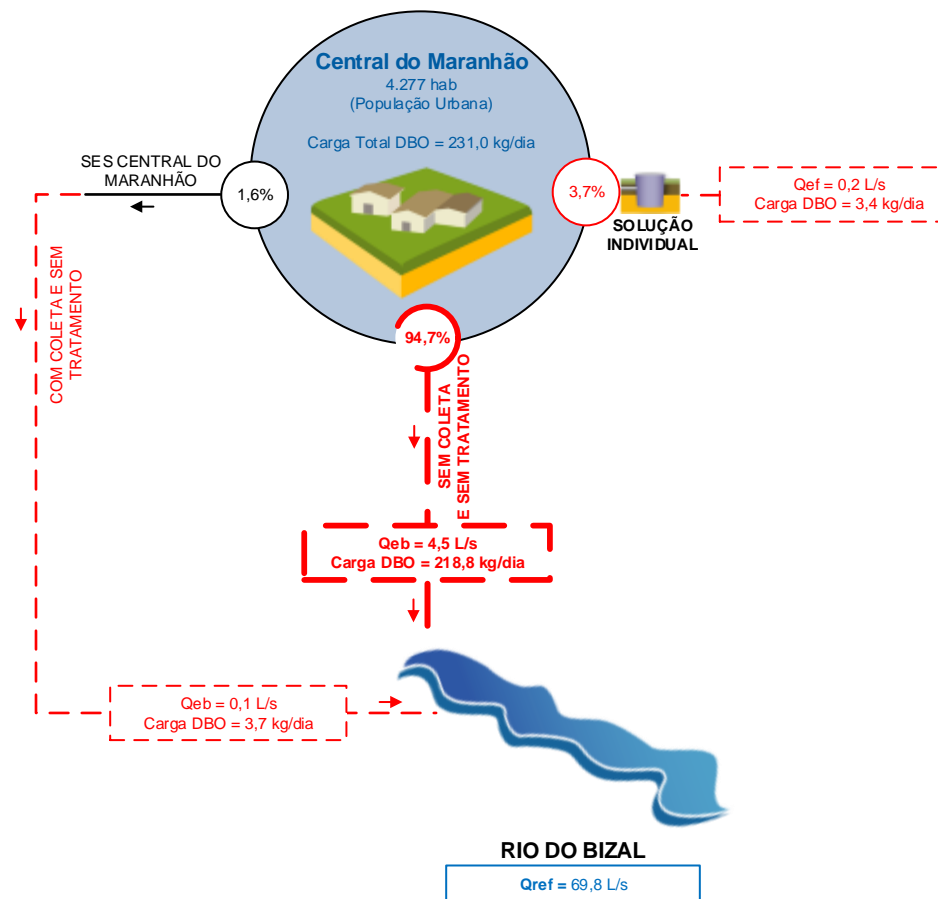 Central do Maranhão
4.277 hab
(População Urbana)
Carga Total DBO = 231,0 kg/dia
SES CENTRAL DO
MARANHÃO
1,6%
3,7%
SOLUÇÃO
INDIVIDUAL
Qef = 0,2 L/s
Carga DBO = 3,4 kg/dia
COM COLETA E SEM
TRATAMENTO
94,7%
SEM COLETA
E SEM TRATAMENTO
Qeb = 4,5 L/s
Carga DBO = 218,8 kg/dia
Qeb = 0,1 L/s
Carga DBO = 3,7 kg/dia
RIO DO BIZAL
Qref = 69,8 L/s